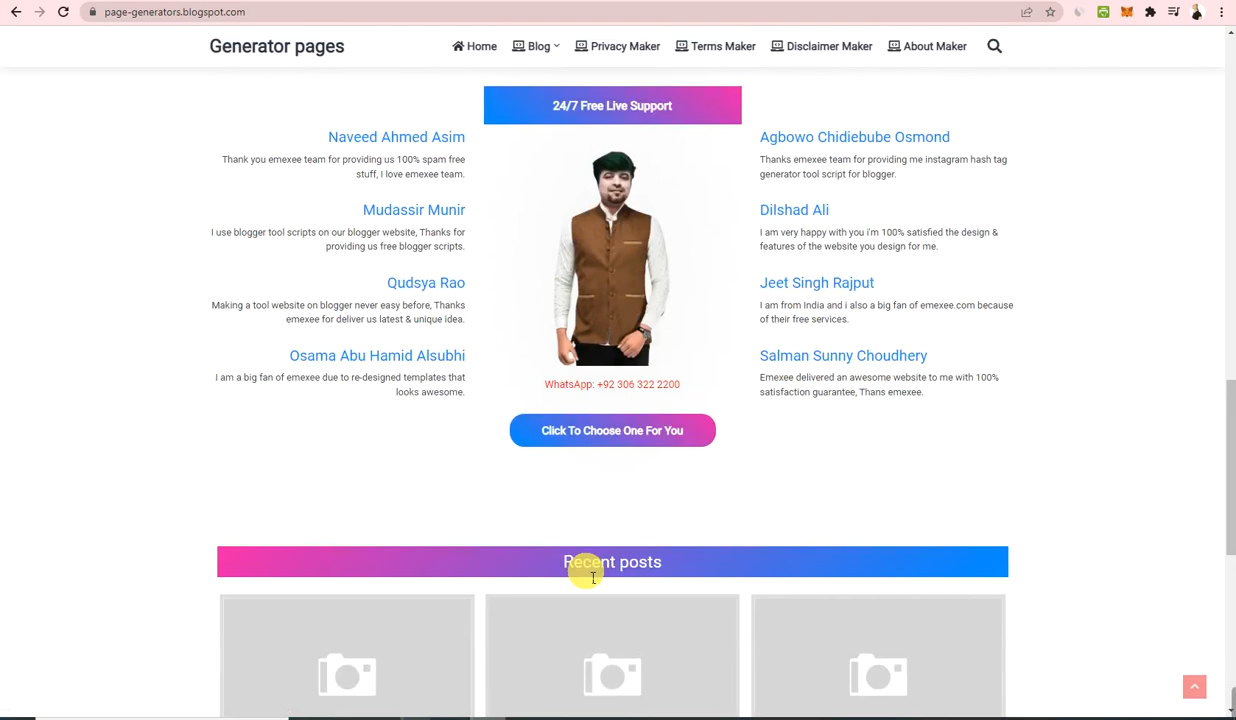 page-generators.blogspot.com
Generator pages
Home
Blog
Privacy Maker
Terms Maker
Disclaimer Maker
About Maker
24/7 Free Live Support
Naveed Ahmed Asim
Thank you emexee team for providing us 100% spam free
stuff, I love emexee team.
Mudassir Munir
I use blogger tool scripts on our blogger website, Thanks for
providing us free blogger scripts.
Qudsya Rao
Making a tool website on blogger never easy before, Thanks
emexee for deliver us latest & unique idea.
Osama Abu Hamid Alsubhi
I am a big fan of emexee due to re-designed templates that
looks awesome.
WhatsApp: +92 306 322 2200
Click To Choose One For You
Agbowo Chidiebube Osmond
Thanks emexee team for providing me instagram hash tag
generator tool script for blogger.
Dilshad Ali
I am very happy with you i'm 100% satisfied the design &
features of the website you design for me.
Jeet Singh Rajput
I am from India and i also a big fan of emexee.com because
of their free services.
Salman Sunny Choudhery
Emexee delivered an awesome website to me with 100%
satisfaction guarantee, Thans emexee.
Recent posts